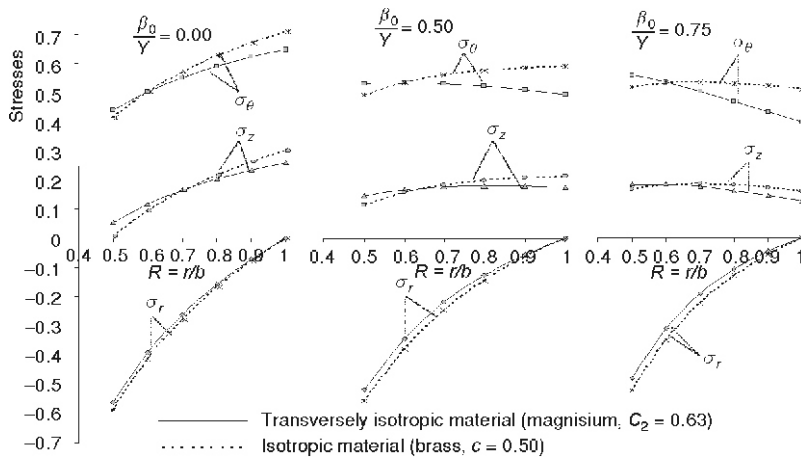 β0/Y = 0.00
β0/Y = 0.50
β0/Y = 0.75
Stresses
0.7
0.6
0.5
0.4
0.3
0.2
0.1
0
−0.1
−0.2
−0.3
−0.4
−0.5
−0.6
−0.7
σθ
σz
σr
σθ
σz
σr
σθ
σz
σr
0.4 0.5 0.6 0.7 0.8 0.9 1
R = r/b
0.4 0.5 0.6 0.7 0.8 0.9 1
R = r/b
0.4 0.5 0.6 0.7 0.8 0.9 1
R = r/b
Transversely isotropic material (magnisium, C2 = 0.63)
Isotropic material (brass, c = 0.50)